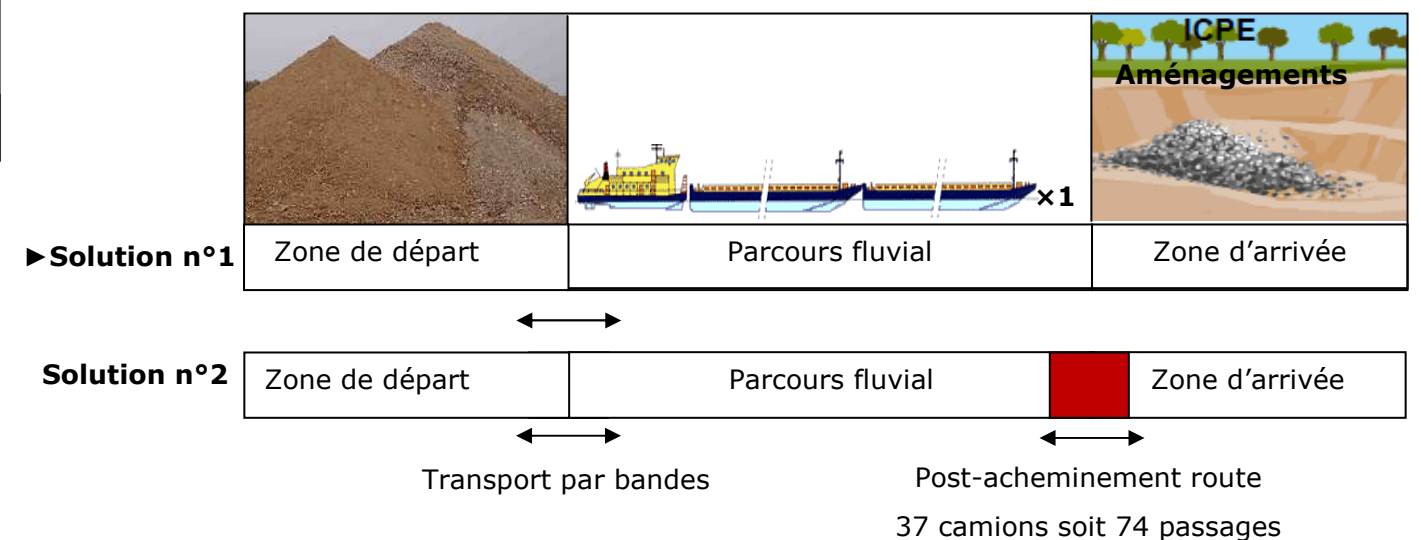 ICPE
Aménagements
×1
►Solution n°1
Zone de départ
Parcours fluvial
Zone d'arrivée
Solution n°2
Zone de départ
Parcours fluvial
Zone d'arrivée
Transport par bandes
Post-acheminement route
37 camions soit 74 passages